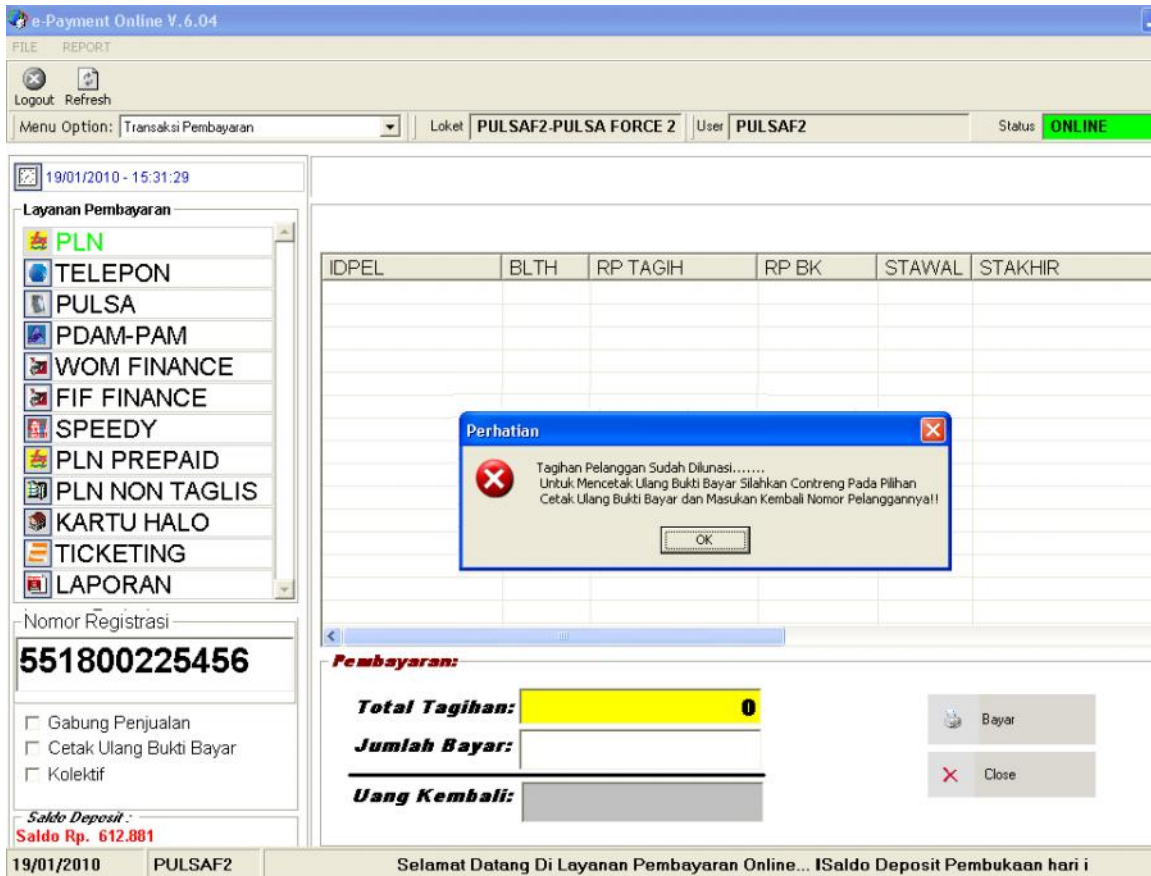 e-Payment Online V.6.04
FILE REPORT
Logout Refresh
Menu Option: Transaksi Pembayaran Loket PULSAF2-PULSA FORCE 2 User PULSAF2 Status ONLINE
19/01/2010 - 15:31:29
Layanan Pembayaran
PLN
TELEPON
PULSA
PDAM-PAM
WOM FINANCE
FIF FINANCE
SPEEDY
PLN PREPAID
PLN NON TAGLIS
KARTU HALO
TICKETING
LAPORAN
IDPEL BLTH RP TAGIH RP BK STAWAL STAKHIR
Perhatian
Tagihan Pelanggan Sudah Dilunasi.......
Untuk Mencetak Ulang Bukti Bayar Silahkan Contreng Pada Pilihan
Cetak Ulang Bukti Bayar dan Masukan Kembali Nomor Pelanggannya!!
OK
Nomor Registrasi
551800225456
Gabung Penjualan
Cetak Ulang Bukti Bayar
Kolektif
Saldo Deposit :
Saldo Rp. 612.881
Pembayaran:
Total Tagihan: 0
Jumlah Bayar:
Uang Kembali:
Bayar
Close
19/01/2010 PULSAF2 Selamat Datang Di Layanan Pembayaran Online... !Saldo Deposit Pembukaan hari i